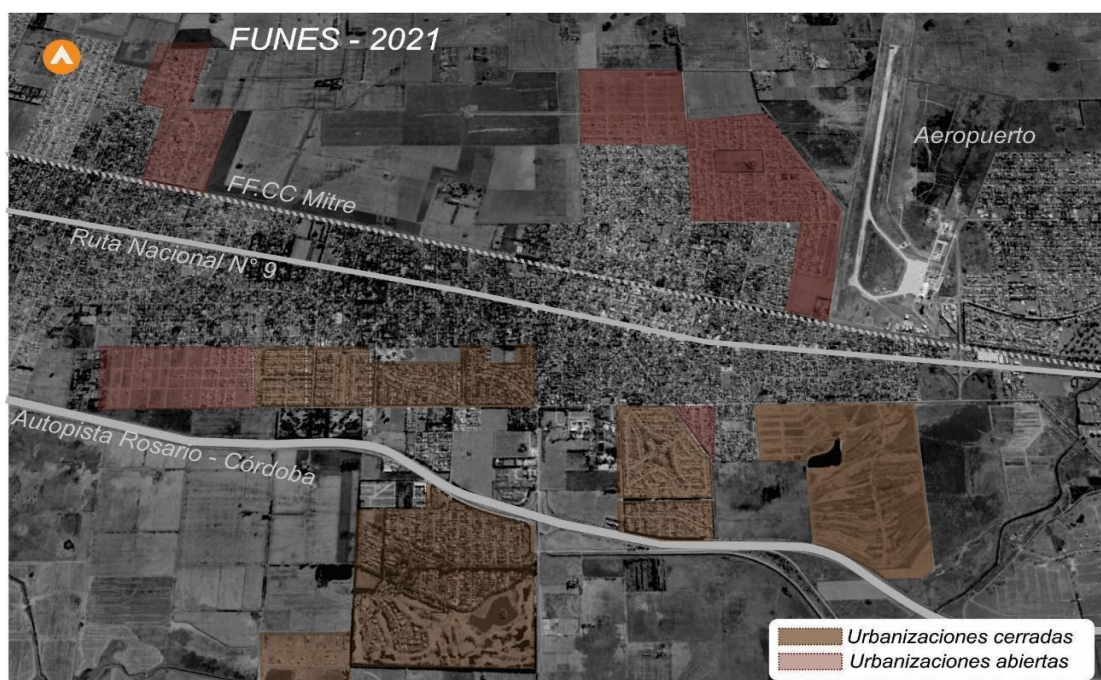 FUNES - 2021
Aeropuerto
FF.CC Mitre
Ruta Nacional N° 9
Autopista Rosario - Córdoba
Urbanizaciones cerradas
Urbanizaciones abiertas